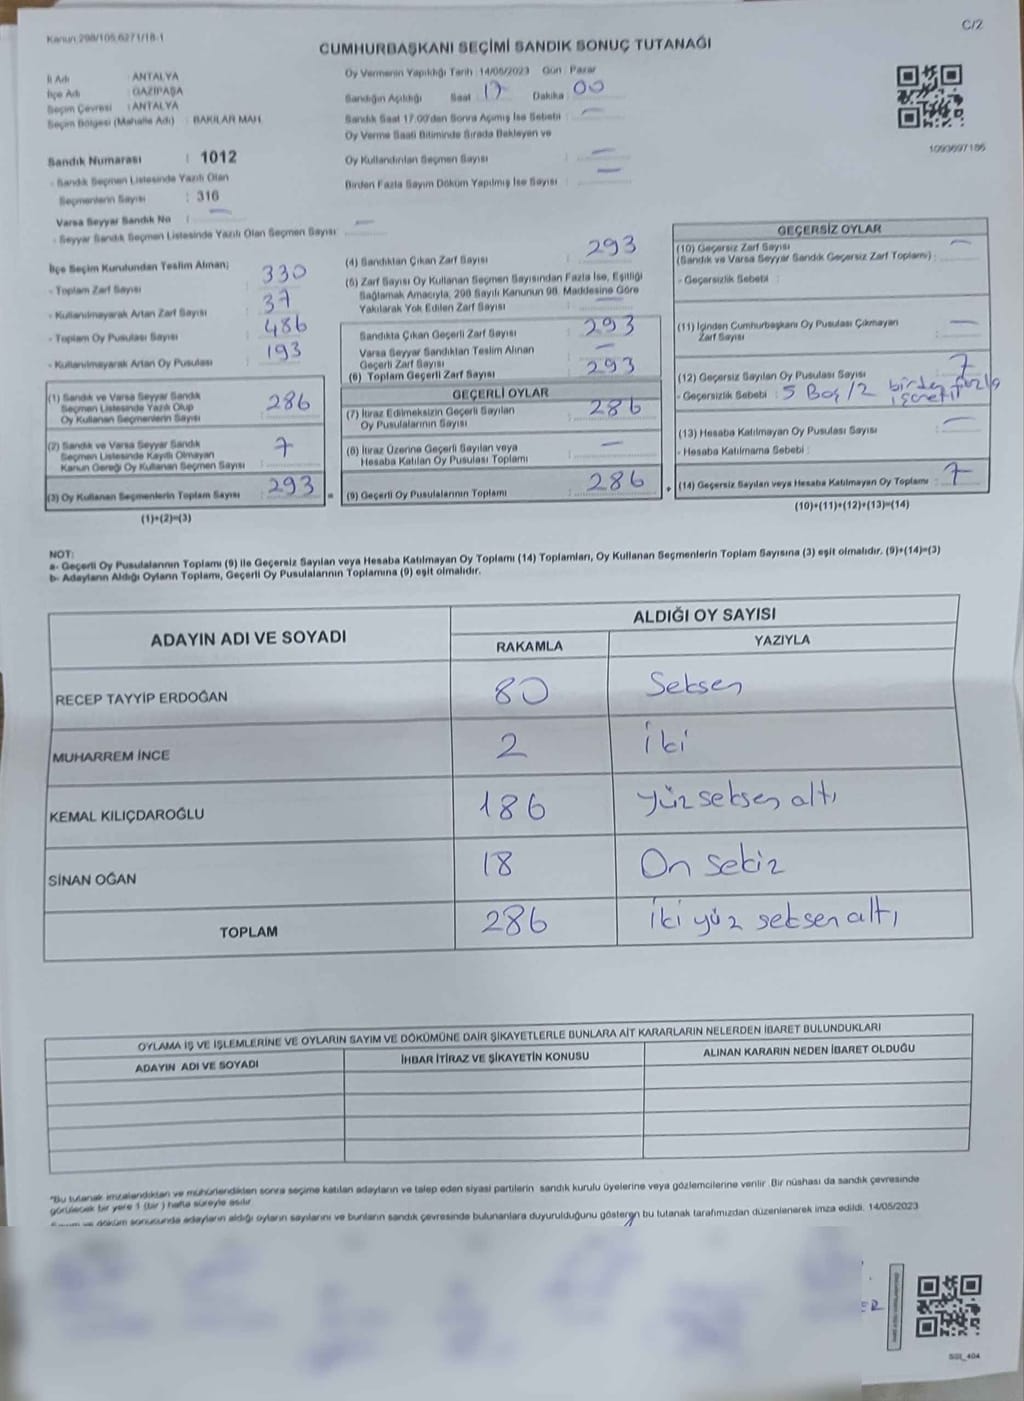 C/2
Kanun:298/105,6271/18-1
CUMHURBAŞKANI SEÇİMİ SANDIK SONUÇ TUTANAĞI
İl Adı : ANTALYA
İlçe Adı : GAZİPAŞA
Seçim Çevresi : ANTALYA
Seçim Bölgesi (Mahalle Adı) : BAKILAR MAH.
Sandık Numarası : 1012
- Sandık Seçmen Listesinde Yazılı Olan
Seçmenlerin Sayısı : 316
Varsa Seyyar Sandık No : —
- Seyyar Sandık Seçmen Listesinde Yazılı Olan Seçmen Sayısı : —
Oy Vermenin Yapıldığı Tarih :14/05/2023 Gün : Pazar
Sandığın Açıldığı Saat 17 Dakika : 00
Sandık Saat 17:00'den Sonra Açılmış İse Sebebi : —
Oy Verme Saati Bitiminde Sırada Bekleyen ve
Oy Kullandırılan Seçmen Sayısı : —
Birden Fazla Sayım Döküm Yapılmış İse Sayısı : —
1093697186
İlçe Seçim Kurulundan Teslim Alınan;
- Toplam Zarf Sayısı : 330
- Kullanılmayarak Artan Zarf Sayısı : 37
- Toplam Oy Pusulası Sayısı : 486
- Kullanılmayarak Artan Oy Pusulası : 193
(1) Sandık ve Varsa Seyyar Sandık
Seçmen Listesinde Yazılı Olup
Oy Kullanan Seçmenlerin Sayısı : 286
(2) Sandık ve Varsa Seyyar Sandık
Seçmen Listesinde Kayıtlı Olmayan
Kanun Gereği Oy Kullanan Seçmen Sayısı : 7
(3) Oy Kullanan Seçmenlerin Toplam Sayısı : 293 =
(1)+(2)=(3)
(4) Sandıktan Çıkan Zarf Sayısı : 293
(5) Zarf Sayısı Oy Kullanan Seçmen Sayısından Fazla İse, Eşitliği
Sağlamak Amacıyla, 298 Sayılı Kanunun 98. Maddesine Göre
Yakılarak Yok Edilen Zarf Sayısı : —
Sandıkta Çıkan Geçerli Zarf Sayısı : 293
Varsa Seyyar Sandıktan Teslim Alınan
Geçerli Zarf Sayısı : —
(6) Toplam Geçerli Zarf Sayısı : 293
GEÇERLİ OYLAR
(7) İtiraz Edilmeksizin Geçerli Sayılan
Oy Pusulalarının Sayısı : 286
(8) İtiraz Üzerine Geçerli Sayılan veya
Hesaba Katılan Oy Pusulası Toplamı : —
(9) Geçerli Oy Pusulalarının Toplamı : 286 +
GEÇERSİZ OYLAR
(10) Geçersiz Zarf Sayısı
(Sandık ve Varsa Seyyar Sandık Geçersiz Zarf Toplamı) : —
- Geçersizlik Sebebi :
(11) İçinden Cumhurbaşkanı Oy Pusulası Çıkmayan
Zarf Sayısı : —
(12) Geçersiz Sayılan Oy Pusulası Sayısı : 7
- Geçersizlik Sebebi : 5 Boş/2 birden fazla
işaretli
(13) Hesaba Katılmayan Oy Pusulası Sayısı : —
- Hesaba Katılmama Sebebi :
(14) Geçersiz Sayılan veya Hesaba Katılmayan Oy Toplamı : 7
(10)+(11)+(12)+(13)=(14)
NOT:
a- Geçerli Oy Pusulalarının Toplamı (9) ile Geçersiz Sayılan veya Hesaba Katılmayan Oy Toplamı (14) Toplamları, Oy Kullanan Seçmenlerin Toplam Sayısına (3) eşit olmalıdır. (9)+(14)=(3)
b- Adayların Aldığı Oyların Toplamı, Geçerli Oy Pusulalarının Toplamına (9) eşit olmalıdır.
ADAYIN ADI VE SOYADI ALDIĞI OY SAYISI
RAKAMLA YAZIYLA
RECEP TAYYİP ERDOĞAN 80 Seksen
MUHARREM İNCE 2 iki
KEMAL KILIÇDAROĞLU 186 yüz seksen altı
SİNAN OĞAN 18 On sekiz
TOPLAM 286 iki yüz seksen altı
OYLAMA İŞ VE İŞLEMLERİNE VE OYLARIN SAYIM VE DÖKÜMÜNE DAİR ŞİKAYETLERLE BUNLARA AİT KARARLARIN NELERDEN İBARET BULUNDUKLARI
ADAYIN ADI VE SOYADI İHBAR İTİRAZ VE ŞİKAYETİN KONUSU ALINAN KARARIN NEDEN İBARET OLDUĞU
*Bu tutanak imzalandıktan ve mühürlendikten sonra seçime katılan adayların ve talep eden siyasi partilerin sandık kurulu üyelerine veya gözlemcilerine verilir. Bir nüshası da sandık çevresinde
görülecek bir yere 1 (bir) hafta süreyle asılır.
döküm sonucunda adayların aldığı oyların sayılarını ve bunların sandık çevresinde bulunanlara duyurulduğunu gösteren bu tutanak tarafımızdan düzenlenerek imza edildi. 14/05/2023
ER
SSI_404